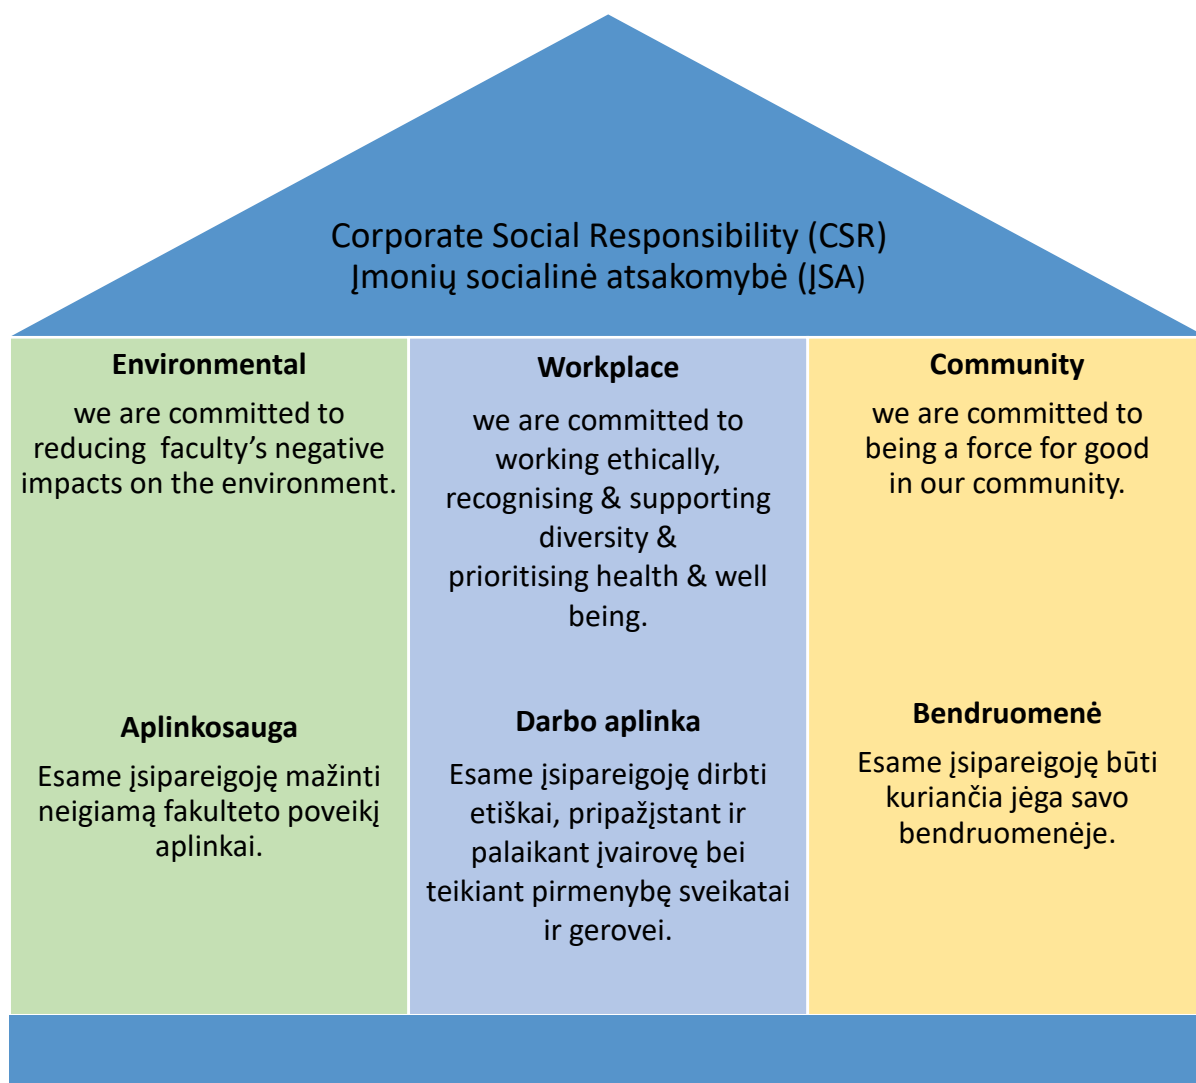 Corporate Social Responsibility (CSR)
Įmonių socialinė atsakomybė (ĮSA)
Environmental
we are committed to
reducing  faculty’s negative
impacts on the environment.
Aplinkosauga
Esame įsipareigoję mažinti
neigiamą fakulteto poveikį
aplinkai.
Workplace
we are committed to
working ethically,
recognising & supporting
diversity &
prioritising health & well
being.
Darbo aplinka
Esame įsipareigoję dirbti
etiškai, pripažįstant ir
palaikant įvairovę bei
teikiant pirmenybę sveikatai
ir gerovei.
Community
we are committed to
being a force for good
in our community.
Bendruomenė
Esame įsipareigoję būti
kuriančia jėga savo
bendruomenėje.